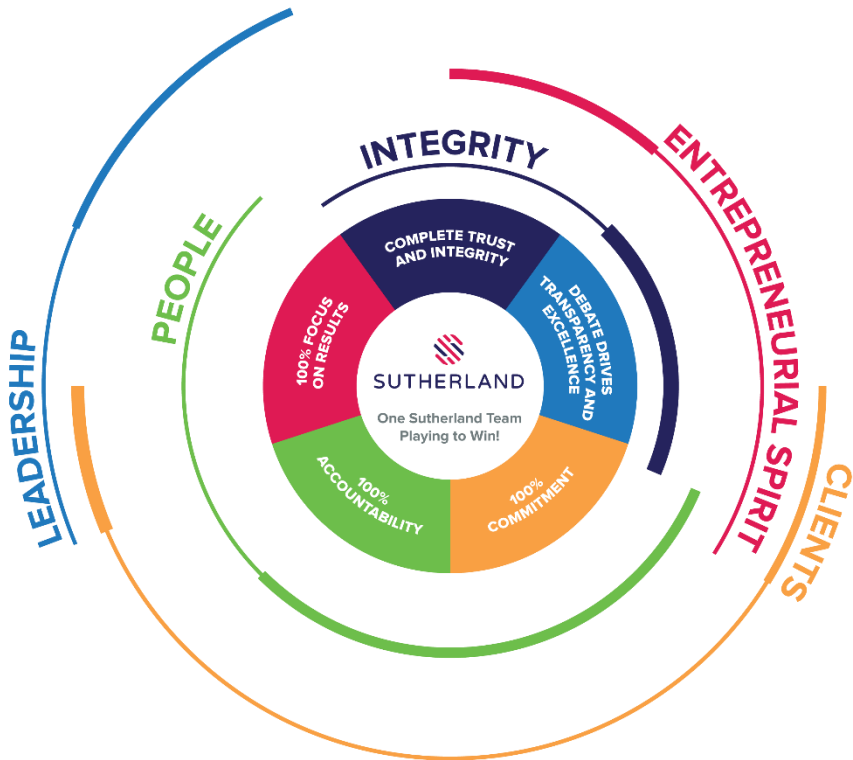 INTEGRITY
ENTREPRENEURIAL SPIRIT
CLIENTS
PEOPLE
LEADERSHIP
COMPLETE TRUST
AND INTEGRITY
DEBATE DRIVES
TRANSPARENCY AND
EXCELLENCE
100%
COMMITMENT
100%
ACCOUNTABILITY
100% FOCUS
ON RESULTS
SUTHERLAND
One Sutherland Team
Playing to Win!